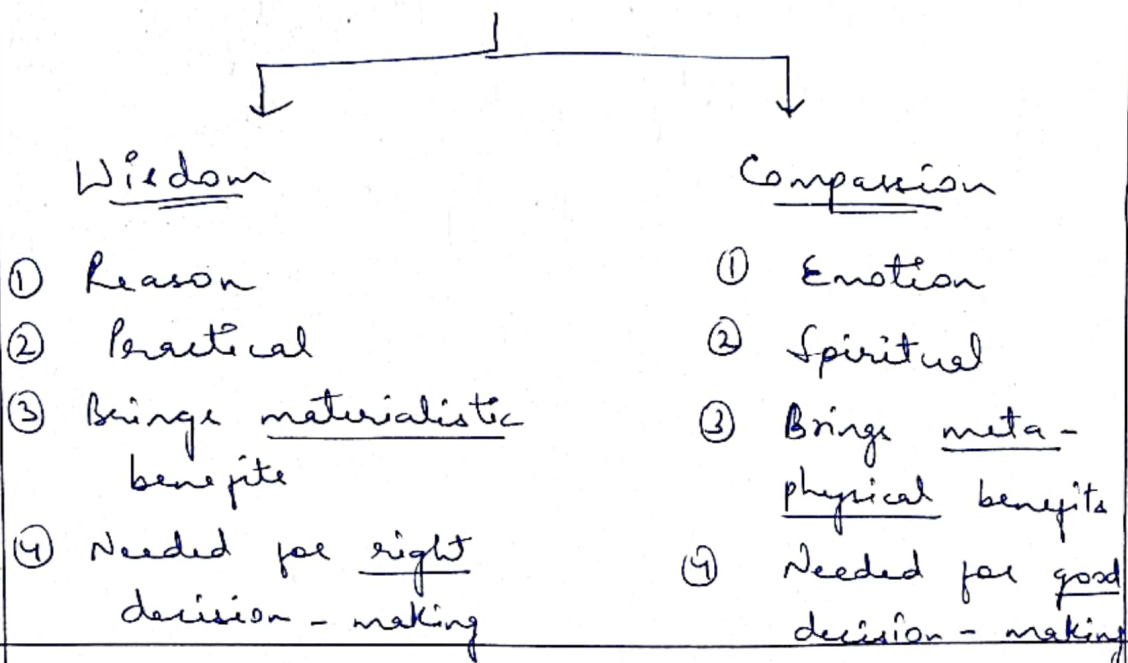 Wisdom
① Reason
② Practical
③ Brings materialistic
benefits
④ Needed for right
decision - making
Compassion
① Emotion
② Spiritual
③ Brings meta -
physical benefits
④ Needed for good
decision - making